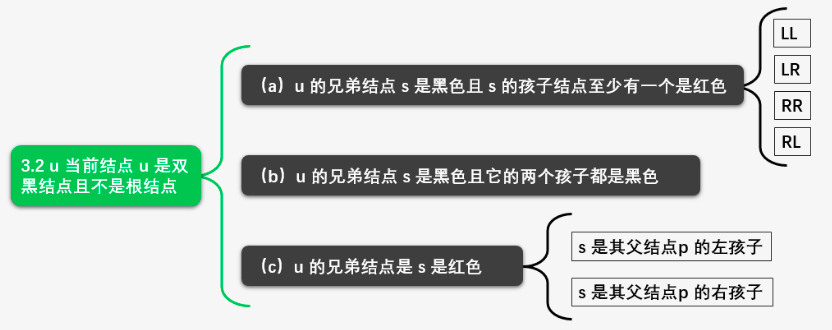 3.2 u 当前结点 u 是双
黑结点且不是根结点
（a）u 的兄弟结点 s 是黑色且 s 的孩子结点至少有一个是红色
LL
LR
RR
RL
（b）u 的兄弟结点 s 是黑色且它的两个孩子都是黑色
（c）u 的兄弟结点是 s 是红色
s 是其父结点p 的左孩子
s 是其父结点p 的右孩子